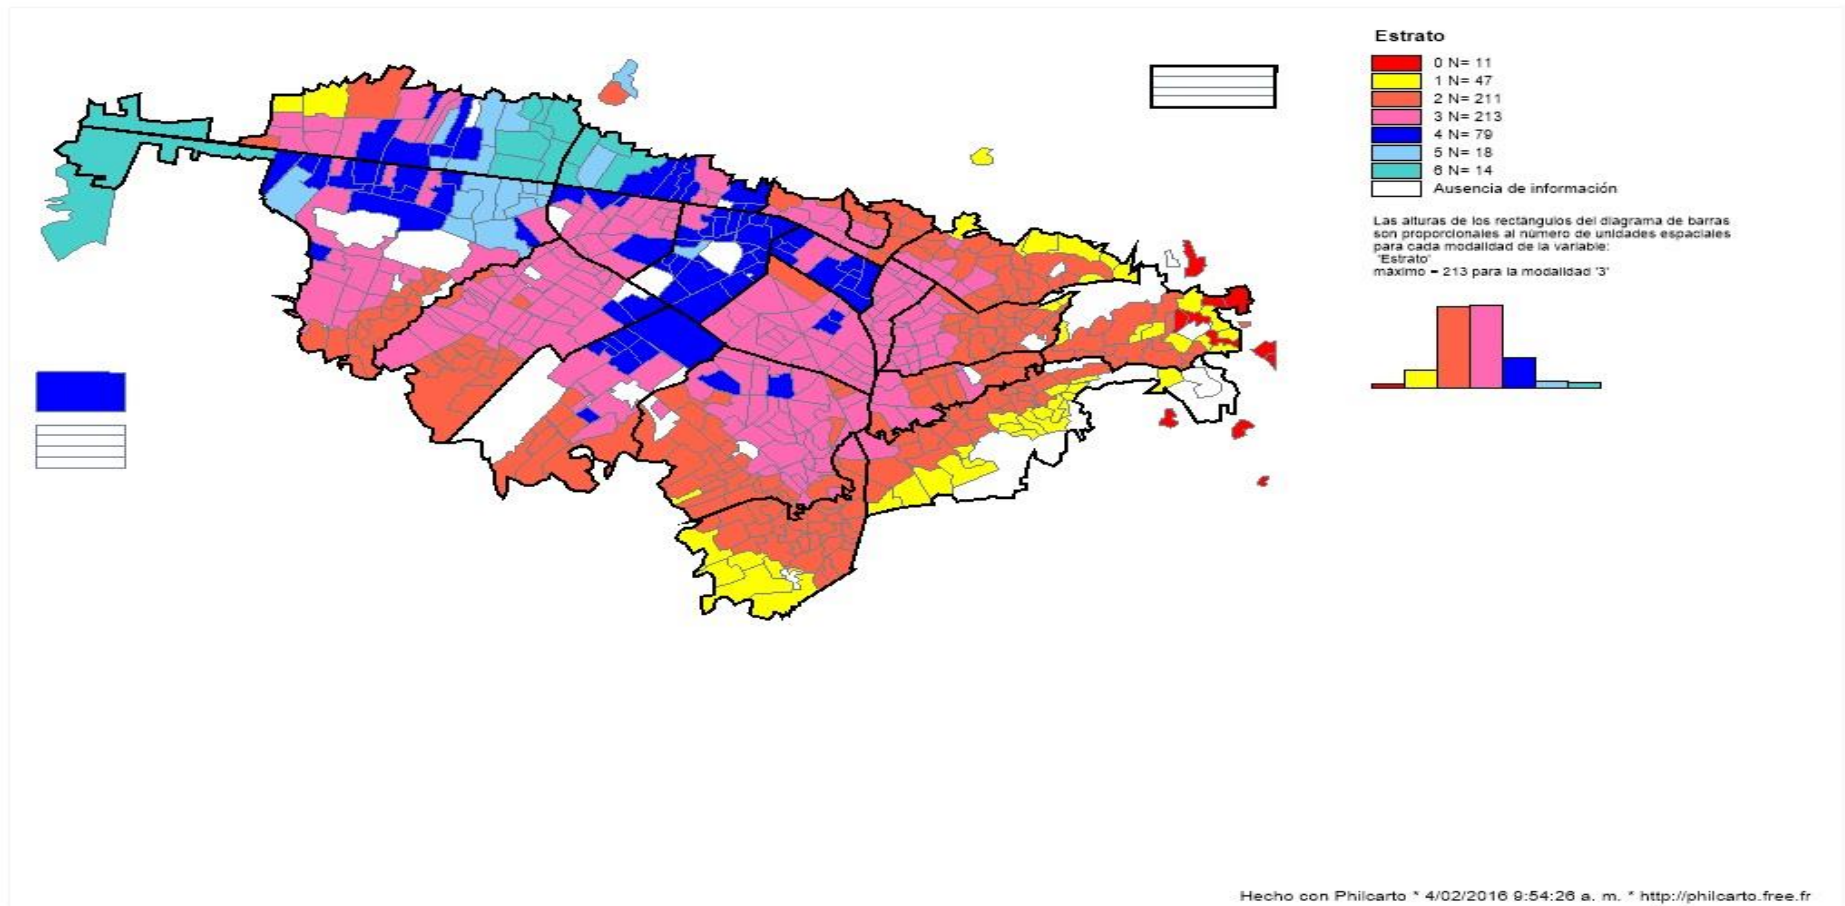 Estrato
0 N= 11
1 N= 47
2 N= 211
3 N= 213
4 N= 79
5 N= 18
6 N= 14
Ausencia de información
Las alturas de los rectángulos del diagrama de barras
son proporcionales al número de unidades espaciales
para cada modalidad de la variable:
'Estrato'
máximo = 213 para la modalidad '3'
Hecho con Philcarto * 4/02/2016 9:54:26 a. m. * http://philcarto.free.fr